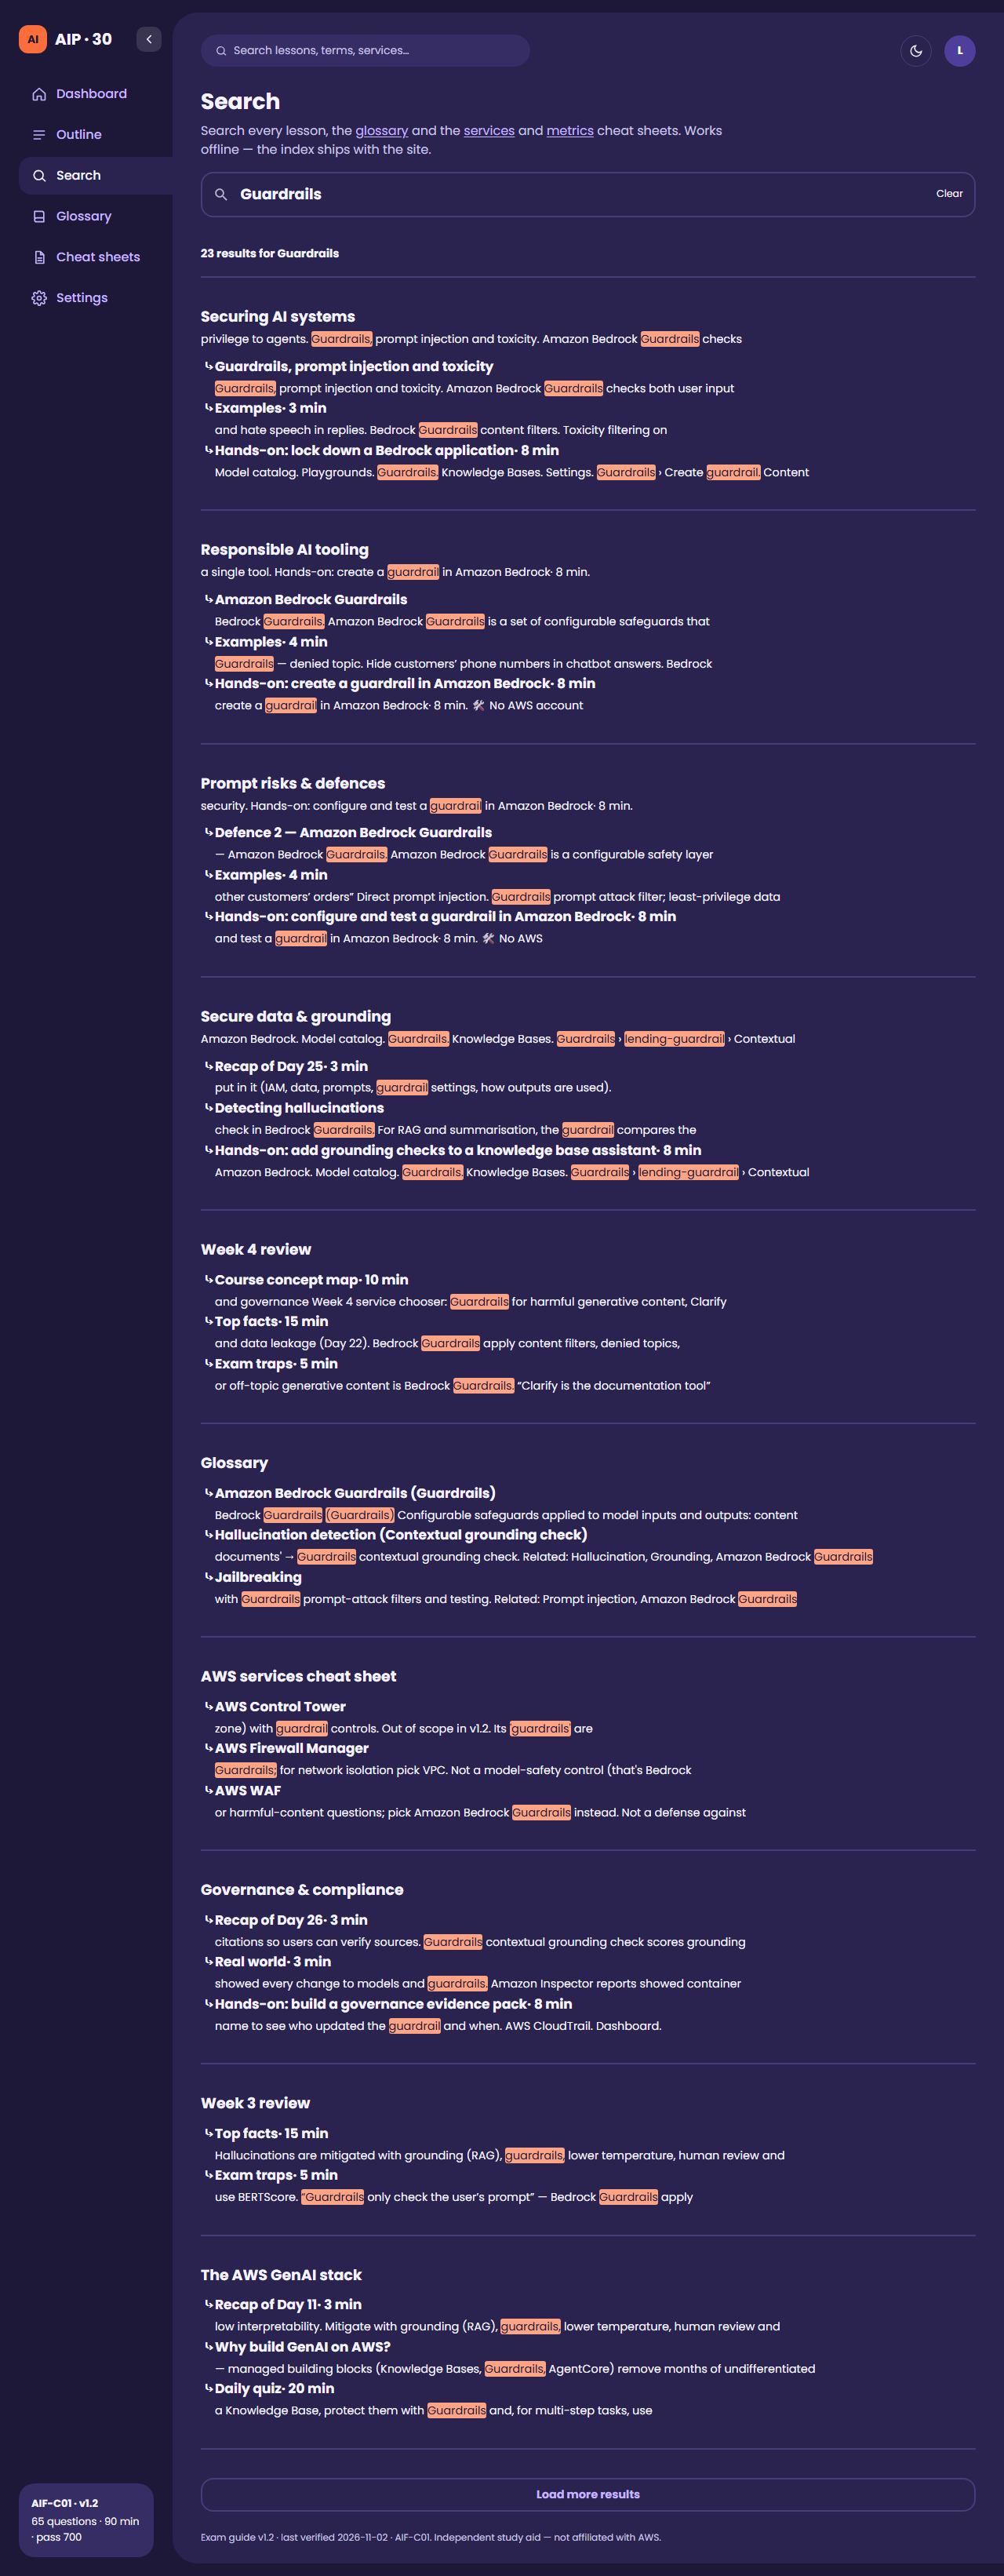 AI AIP · 30
Dashboard
Outline
Search
Glossary
Cheat sheets
Settings
AIF-C01 · v1.2
65 questions · 90 min
· pass 700
Search lessons, terms, services…
L
Search
Search every lesson, the glossary and the services and metrics cheat sheets. Works
offline — the index ships with the site.
Guardrails
Clear
23 results for Guardrails
Securing AI systems
privilege to agents. Guardrails, prompt injection and toxicity. Amazon Bedrock Guardrails checks
Guardrails, prompt injection and toxicity
Guardrails, prompt injection and toxicity. Amazon Bedrock Guardrails checks both user input
Examples· 3 min
and hate speech in replies. Bedrock Guardrails content filters. Toxicity filtering on
Hands-on: lock down a Bedrock application· 8 min
Model catalog. Playgrounds. Guardrails. Knowledge Bases. Settings. Guardrails › Create guardrail. Content
Responsible AI tooling
a single tool. Hands-on: create a guardrail in Amazon Bedrock· 8 min.
Amazon Bedrock Guardrails
Bedrock Guardrails. Amazon Bedrock Guardrails is a set of configurable safeguards that
Examples· 4 min
Guardrails — denied topic. Hide customers’ phone numbers in chatbot answers. Bedrock
Hands-on: create a guardrail in Amazon Bedrock· 8 min
create a guardrail in Amazon Bedrock· 8 min. 🛠 No AWS account
Prompt risks & defences
security. Hands-on: configure and test a guardrail in Amazon Bedrock· 8 min.
Defence 2 — Amazon Bedrock Guardrails
— Amazon Bedrock Guardrails. Amazon Bedrock Guardrails is a configurable safety layer
Examples· 4 min
other customers’ orders” Direct prompt injection. Guardrails prompt attack filter; least-privilege data
Hands-on: configure and test a guardrail in Amazon Bedrock· 8 min
and test a guardrail in Amazon Bedrock· 8 min. 🛠 No AWS
Secure data & grounding
Amazon Bedrock. Model catalog. Guardrails. Knowledge Bases. Guardrails › lending-guardrail › Contextual
Recap of Day 25· 3 min
put in it (IAM, data, prompts, guardrail settings, how outputs are used).
Detecting hallucinations
check in Bedrock Guardrails. For RAG and summarisation, the guardrail compares the
Hands-on: add grounding checks to a knowledge base assistant· 8 min
Amazon Bedrock. Model catalog. Guardrails. Knowledge Bases. Guardrails › lending-guardrail › Contextual
Week 4 review
Course concept map· 10 min
and governance Week 4 service chooser: Guardrails for harmful generative content, Clarify
Top facts· 15 min
and data leakage (Day 22). Bedrock Guardrails apply content filters, denied topics,
Exam traps· 5 min
or off-topic generative content is Bedrock Guardrails. “Clarify is the documentation tool”
Glossary
Amazon Bedrock Guardrails (Guardrails)
Bedrock Guardrails (Guardrails) Configurable safeguards applied to model inputs and outputs: content
Hallucination detection (Contextual grounding check)
documents' → Guardrails contextual grounding check. Related: Hallucination, Grounding, Amazon Bedrock Guardrails
Jailbreaking
with Guardrails prompt-attack filters and testing. Related: Prompt injection, Amazon Bedrock Guardrails
AWS services cheat sheet
AWS Control Tower
zone) with guardrail controls. Out of scope in v1.2. Its 'guardrails' are
AWS Firewall Manager
Guardrails; for network isolation pick VPC. Not a model-safety control (that's Bedrock
AWS WAF
or harmful-content questions; pick Amazon Bedrock Guardrails instead. Not a defense against
Governance & compliance
Recap of Day 26· 3 min
citations so users can verify sources. Guardrails contextual grounding check scores grounding
Real world· 3 min
showed every change to models and guardrails. Amazon Inspector reports showed container
Hands-on: build a governance evidence pack· 8 min
name to see who updated the guardrail and when. AWS CloudTrail. Dashboard.
Week 3 review
Top facts· 15 min
Hallucinations are mitigated with grounding (RAG), guardrails, lower temperature, human review and
Exam traps· 5 min
use BERTScore. “Guardrails only check the user’s prompt” — Bedrock Guardrails apply
The AWS GenAI stack
Recap of Day 11· 3 min
low interpretability. Mitigate with grounding (RAG), guardrails, lower temperature, human review and
Why build GenAI on AWS?
— managed building blocks (Knowledge Bases, Guardrails, AgentCore) remove months of undifferentiated
Daily quiz· 20 min
a Knowledge Base, protect them with Guardrails and, for multi-step tasks, use
Load more results
Exam guide v1.2 · last verified 2026-11-02 · AIF-C01. Independent study aid — not affiliated with AWS.